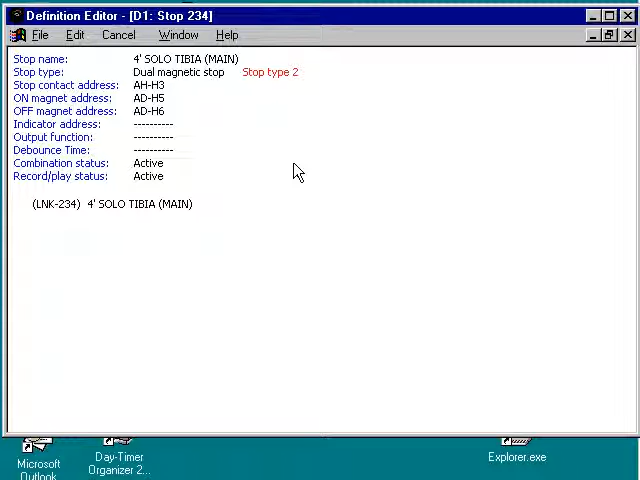 Definition Editor - [D1: Stop 234]
File Edit Cancel Window Help
Stop name: 4' SOLO TIBIA (MAIN)
Stop type: Dual magnetic stop Stop type 2
Stop contact address: AH-H3
ON magnet address: AD-H5
OFF magnet address: AD-H6
Indicator address: ----------
Output function: ----------
Debounce Time: ----------
Combination status: Active
Record/play status: Active
(LNK-234) 4' SOLO TIBIA (MAIN)
Microsoft Outlook
Day-Timer Organizer 2...
Explorer.exe